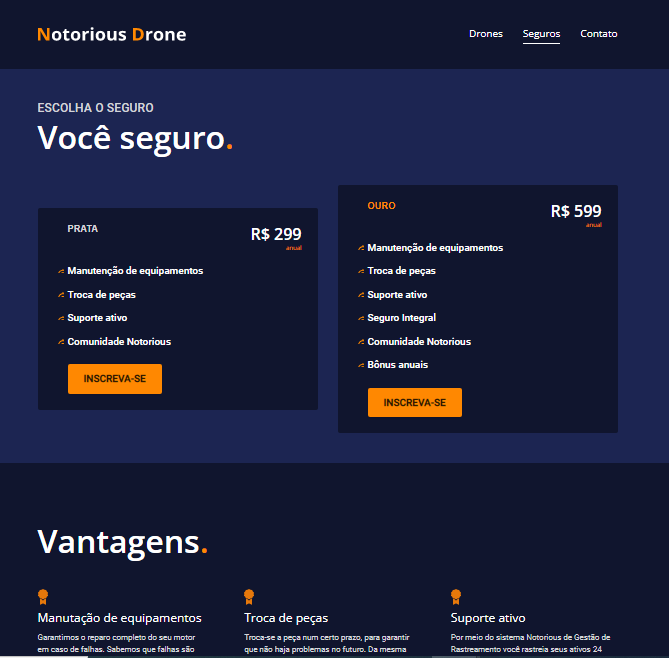 Notorious Drone
Drones
Seguros
Contato
ESCOLHA O SEGURO
Você seguro.
PRATA
R$ 299
anual
Manutenção de equipamentos
Troca de peças
Suporte ativo
Comunidade Notorious
INSCREVA-SE
OURO
R$ 599
anual
Manutenção de equipamentos
Troca de peças
Suporte ativo
Seguro Integral
Comunidade Notorious
Bônus anuais
INSCREVA-SE
Vantagens.
Manutação de equipamentos
Garantimos o reparo completo do seu motor
em caso de falhas. Sabemos que falhas são
Troca de peças
Troca-se a peça num certo prazo, para garantir
que não haja problemas no futuro. Da mesma
Suporte ativo
Por meio do sistema Notorious de Gestão de
Rastreamento você rastreia seus ativos 24